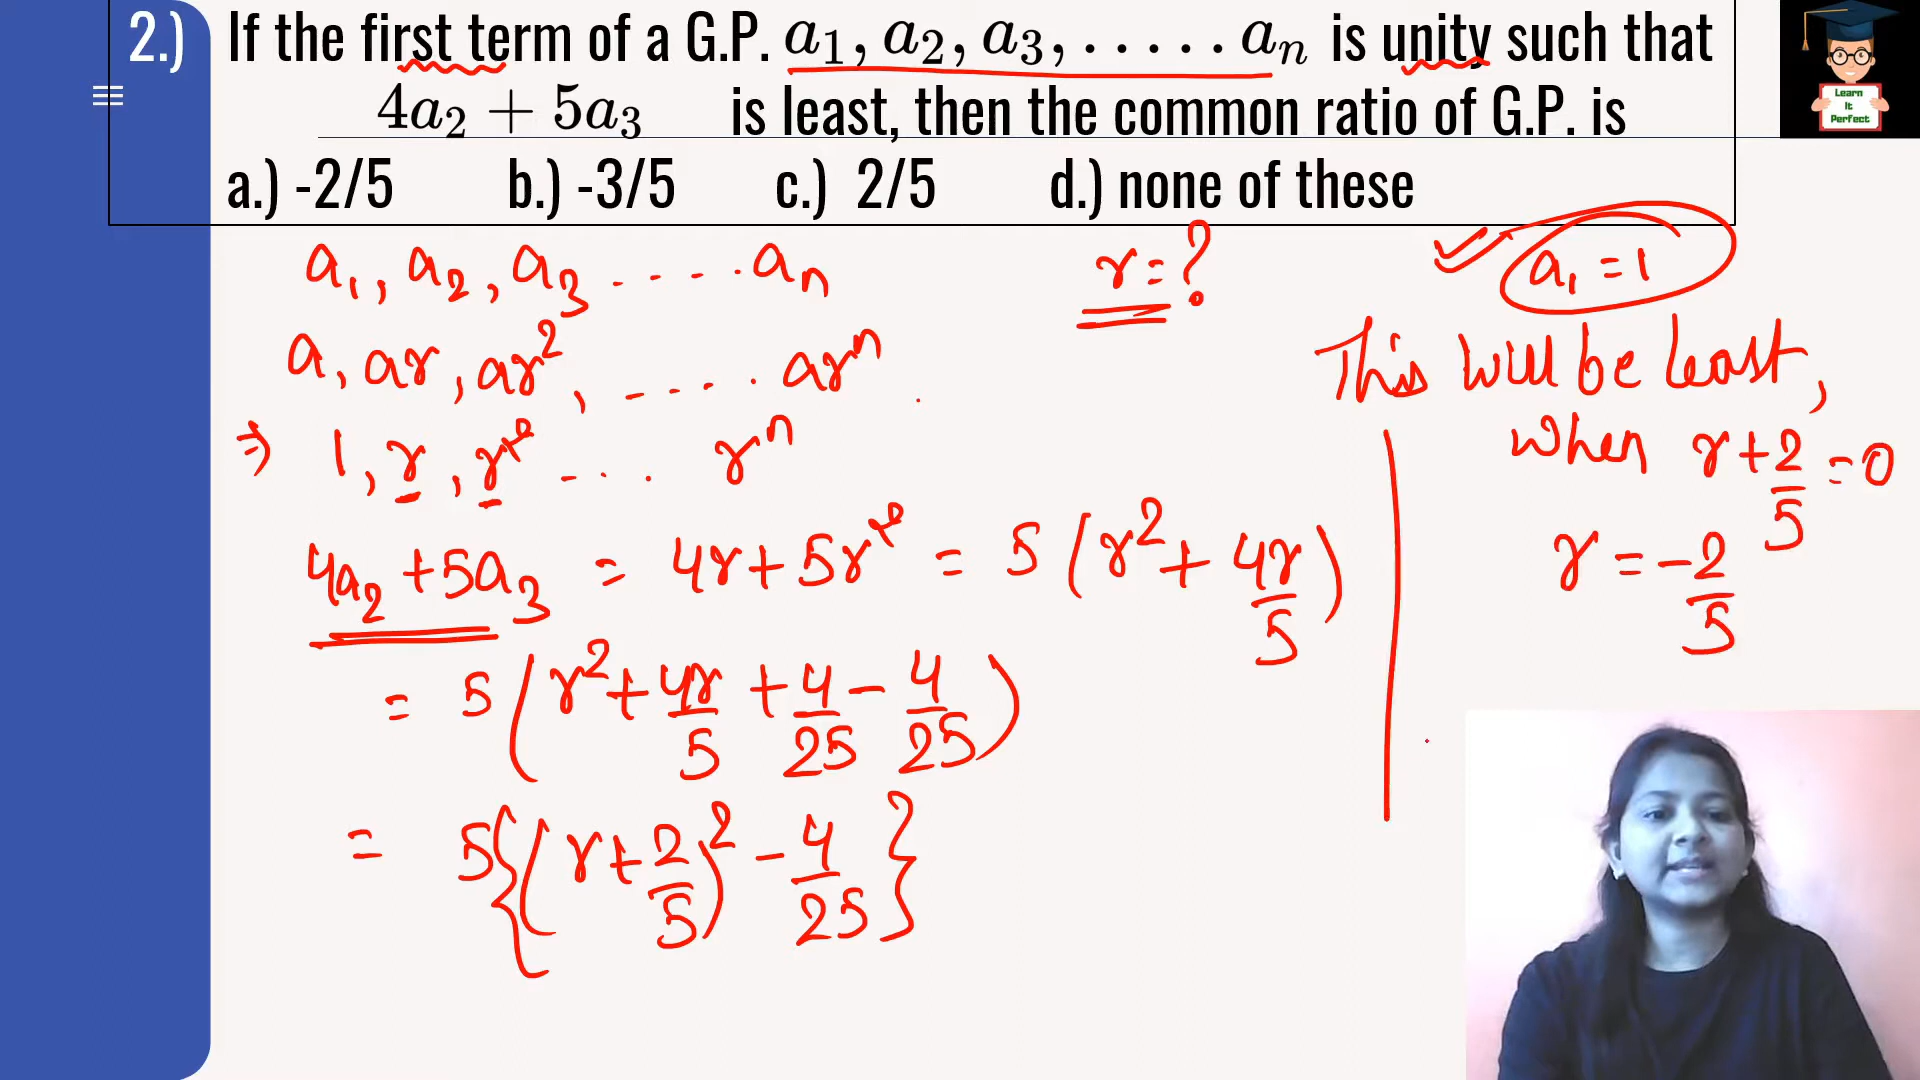 2.) If the first term of a G.P. a₁, a₂, a₃, ..... aₙ is unity such that
4a₂ + 5a₃ is least, then the common ratio of G.P. is
a.) -2/5 b.) -3/5 c.) 2/5 d.) none of these
Learn
It
Perfect
a₁, a₂, a₃ ..... aₙ
r = ?
a₁ = 1
a, ar, ar², ..... arⁿ
⇒ 1, r, r² ... rⁿ
4a₂ + 5a₃ = 4r + 5r² = 5(r² + 4r/5)
= 5(r² + 4r/5 + 4/25 - 4/25)
= 5{(r + 2/5)² - 4/25}
This will be least,
when r + 2/5 = 0
r = -2/5